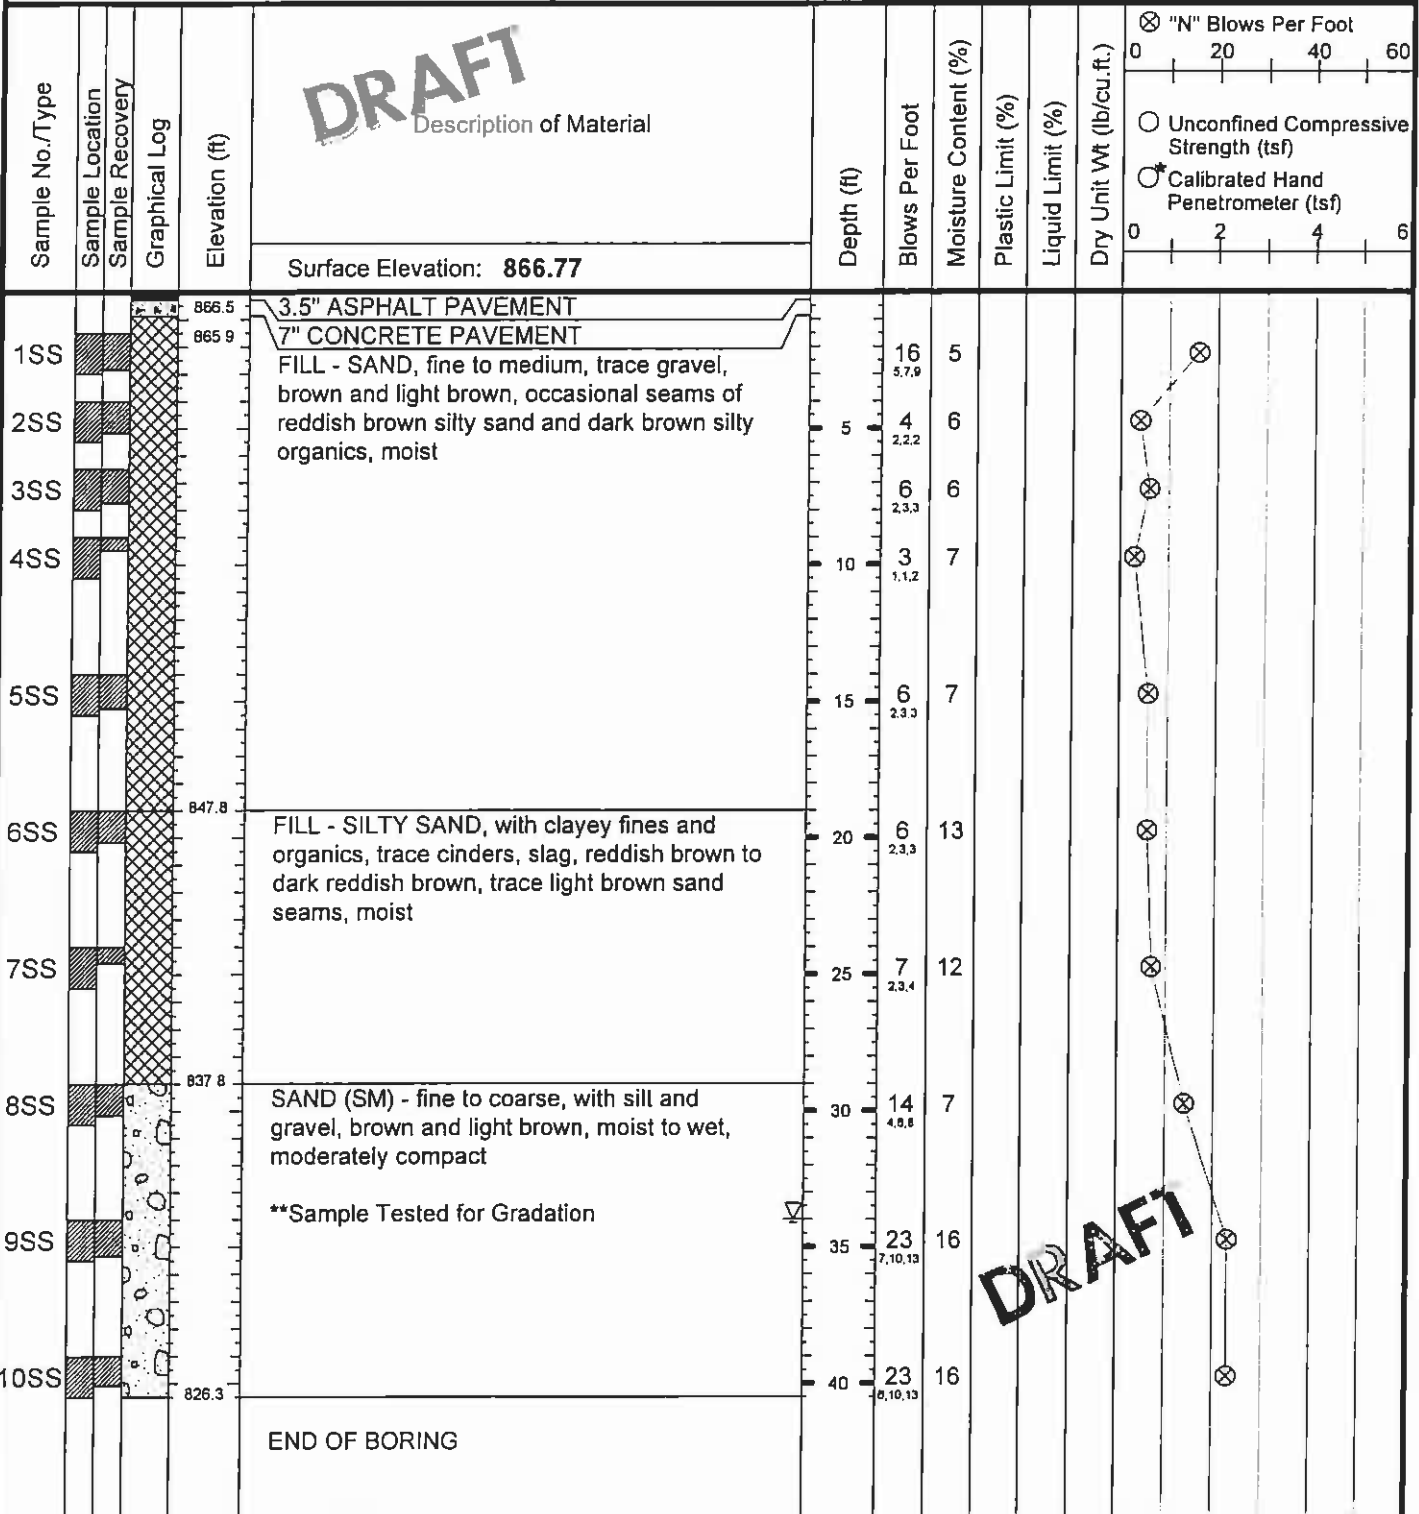 DRAFT
Sample No./Type
Sample Location
Sample Recovery
Graphical Log
Elevation (ft)
Description of Material
Surface Elevation: 866.77
Depth (ft)
Blows Per Foot
Moisture Content (%)
Plastic Limit (%)
Liquid Limit (%)
Dry Unit Wt (lb/cu.ft.)
⊗ "N" Blows Per Foot
0 20 40 60
○ Unconfined Compressive
Strength (tsf)
○* Calibrated Hand
Penetrometer (tsf)
0 2 4 6
866.5 3.5" ASPHALT PAVEMENT
865.9 7" CONCRETE PAVEMENT
1SS 16 5
5,7,9
FILL - SAND, fine to medium, trace gravel,
brown and light brown, occasional seams of
reddish brown silty sand and dark brown silty
organics, moist
2SS 5 4 6
2,2,2
3SS 6 6
2,3,3
4SS 10 3 7
1,1,2
5SS 15 6 7
2,3,3
847.8
FILL - SILTY SAND, with clayey fines and
organics, trace cinders, slag, reddish brown to
dark reddish brown, trace light brown sand
seams, moist
6SS 20 6 13
2,3,3
7SS 25 7 12
2,3,4
837.8
SAND (SM) - fine to coarse, with silt and
gravel, brown and light brown, moist to wet,
moderately compact
8SS 30 14 7
**Sample Tested for Gradation
9SS 35 23 16
7,10,13
DRAFT
10SS 40 23 16
8,10,13
826.3
END OF BORING